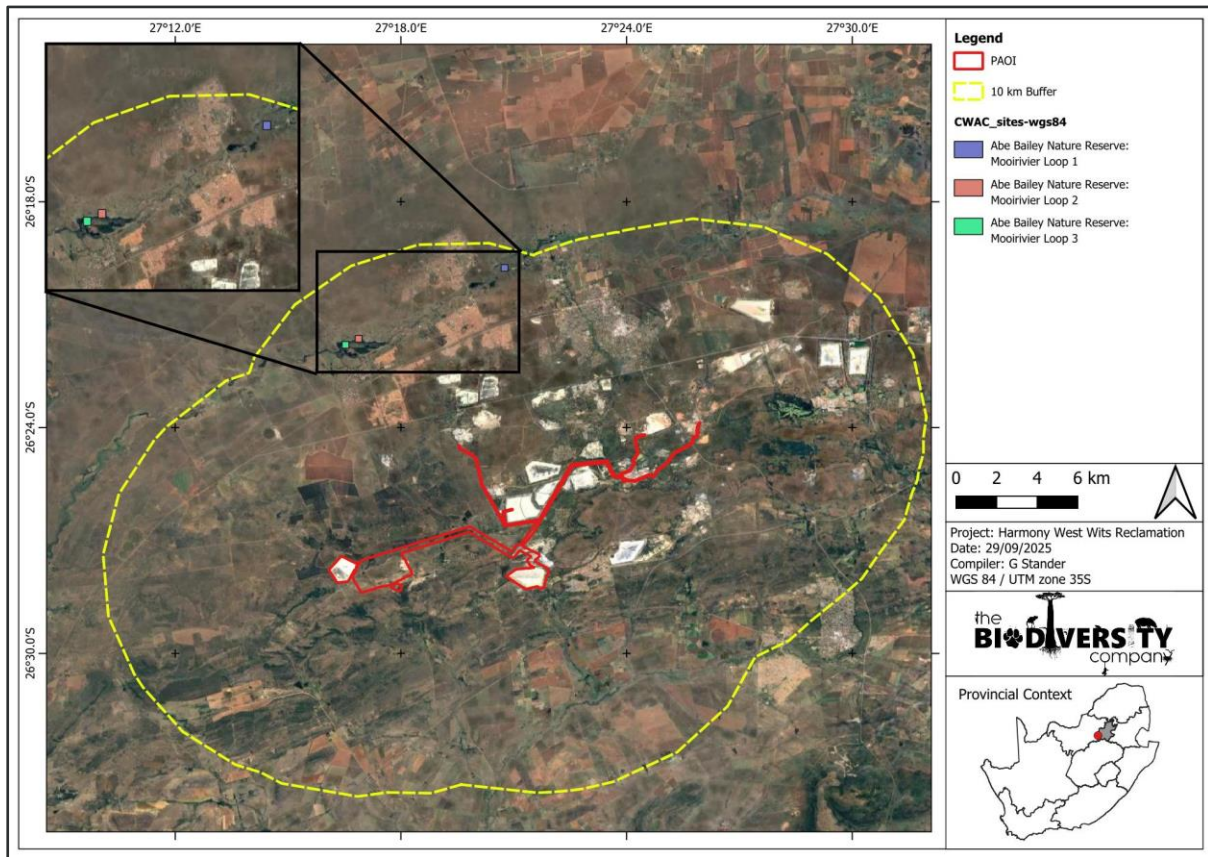 27°12.0'E 27°18.0'E 27°24.0'E 27°30.0'E
26°18.0'S
26°24.0'S
26°30.0'S
Legend
PAOI
10 km Buffer
CWAC_sites-wgs84
Abe Bailey Nature Reserve:
Mooirivier Loop 1
Abe Bailey Nature Reserve:
Mooirivier Loop 2
Abe Bailey Nature Reserve:
Mooirivier Loop 3
0 2 4 6 km
Project: Harmony West Wits Reclamation
Date: 29/09/2025
Compiler: G Stander
WGS 84 / UTM zone 35S
the
BIODIVERSITY
company
Provincial Context